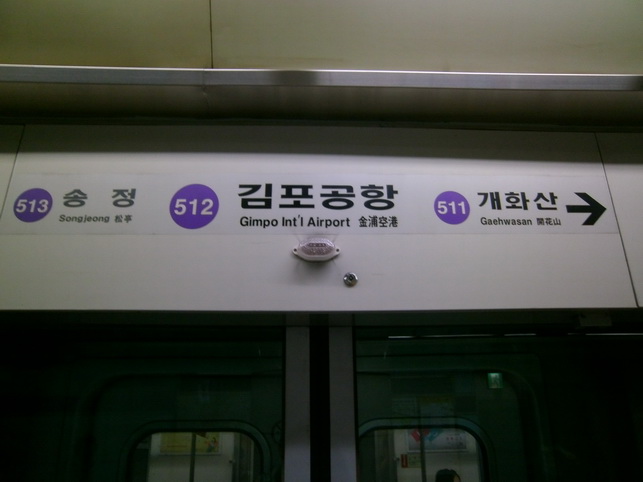 513 송정
Songjeong 松亭
512 김포공항
Gimpo Int'l Airport 金浦空港
511 개화산
Gaehwasan 開花山